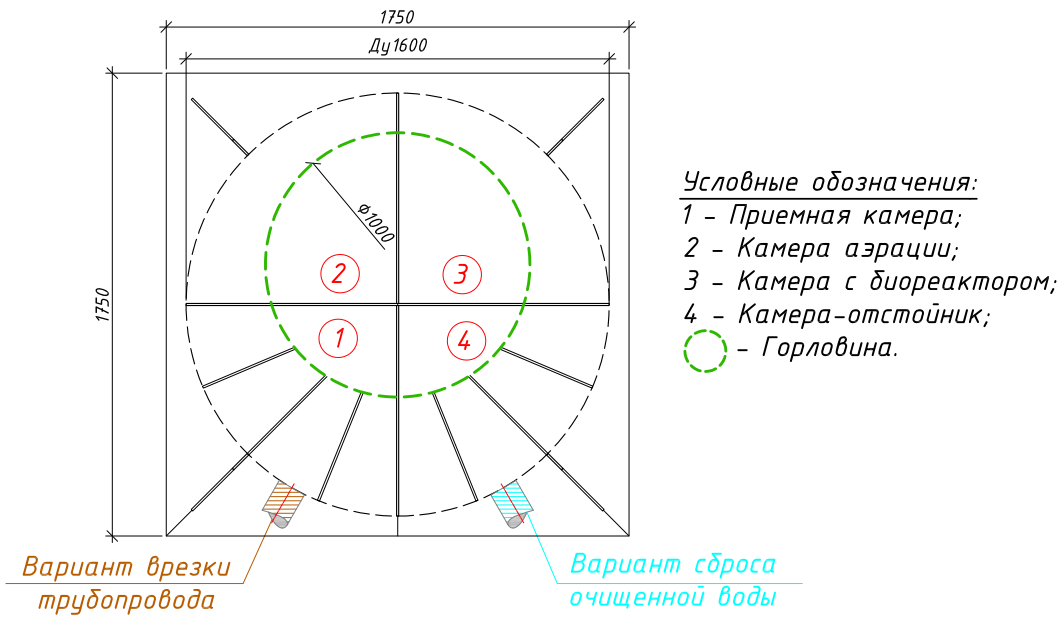 1750
Ду1600
1750
ϕ1000
2
3
1
4
Условные обозначения:
1 - Приемная камера;
2 - Камера аэрации;
3 - Камера с биореактором;
4 - Камера-отстойник;
- Горловина.
Вариант врезки
трубопровода
Вариант сброса
очищенной воды